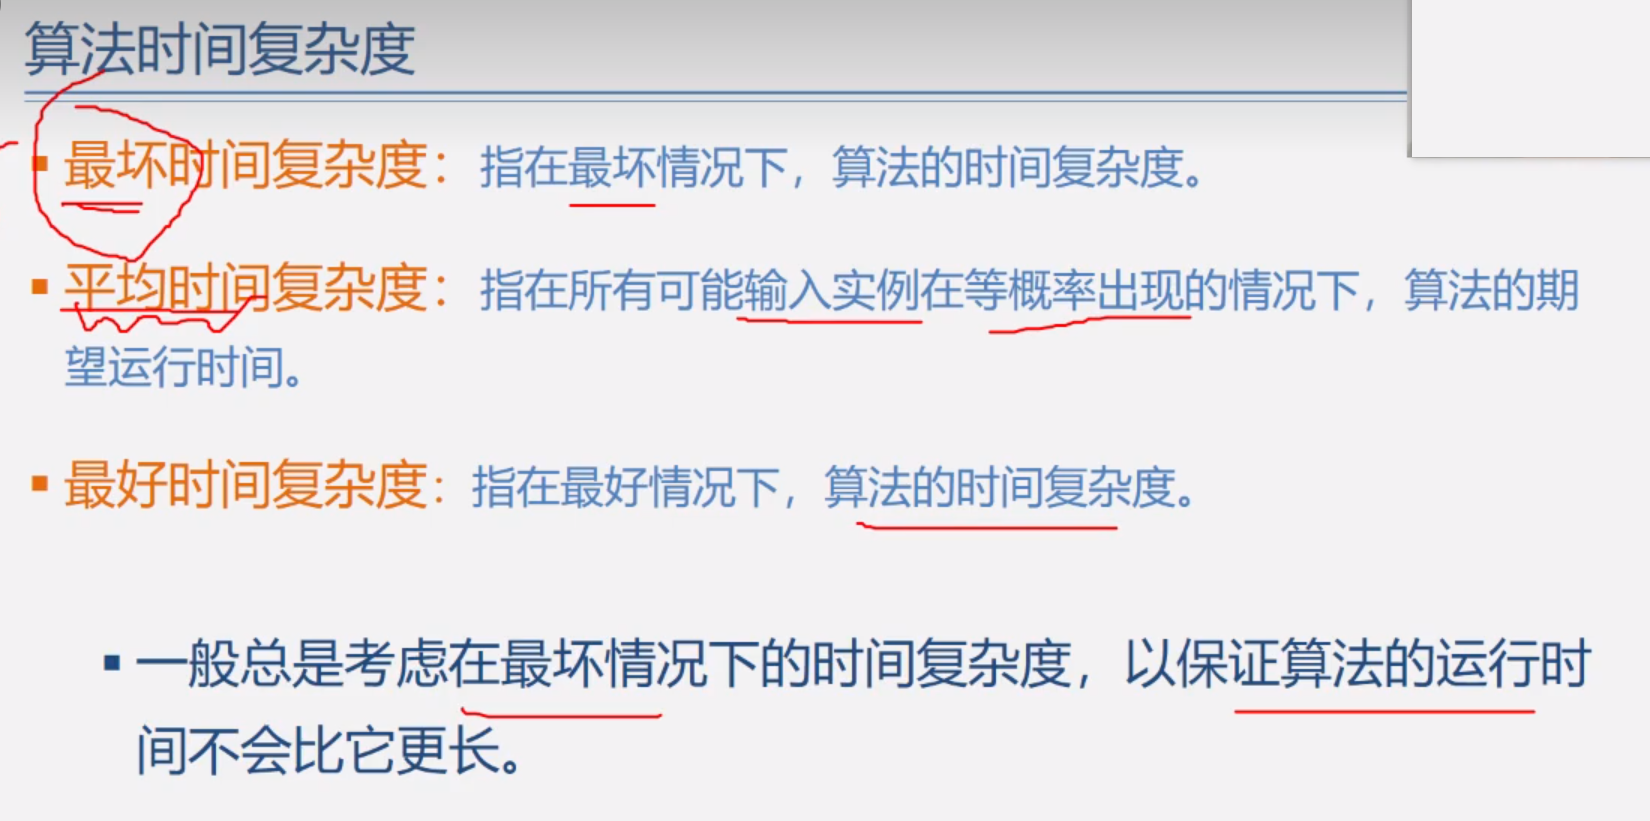 算法时间复杂度
▪ 最坏时间复杂度：指在最坏情况下，算法的时间复杂度。
▪ 平均时间复杂度：指在所有可能输入实例在等概率出现的情况下，算法的期
望运行时间。
▪ 最好时间复杂度：指在最好情况下，算法的时间复杂度。
▪ 一般总是考虑在最坏情况下的时间复杂度，以保证算法的运行时
间不会比它更长。